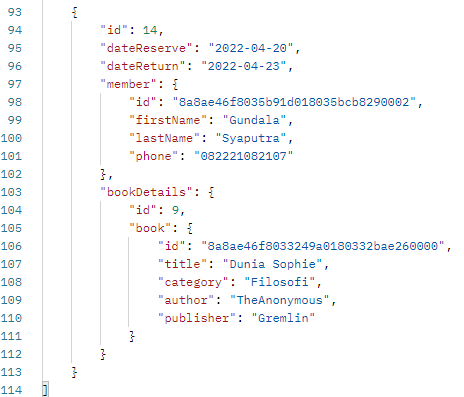 93 {
94 "id": 14,
95 "dateReserve": "2022-04-20",
96 "dateReturn": "2022-04-23",
97 "member": {
98 "id": "8a8ae46f8035b91d018035bcb8290002",
99 "firstName": "Gundala",
100 "lastName": "Syaputra",
101 "phone": "082221082107"
102 },
103 "bookDetails": {
104 "id": 9,
105 "book": {
106 "id": "8a8ae46f8033249a0180332bae260000",
107 "title": "Dunia Sophie",
108 "category": "Filosofi",
109 "author": "TheAnonymous",
110 "publisher": "Gremlin"
111 }
112 }
113 }
114 ]